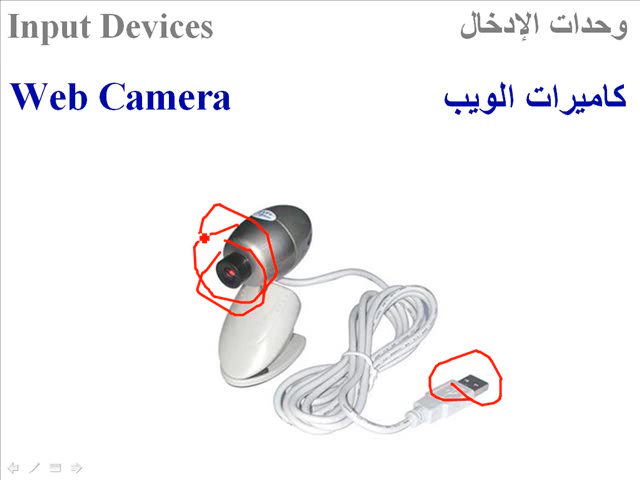 Input Devices
وحدات الإدخال
Web Camera
كاميرات الويب